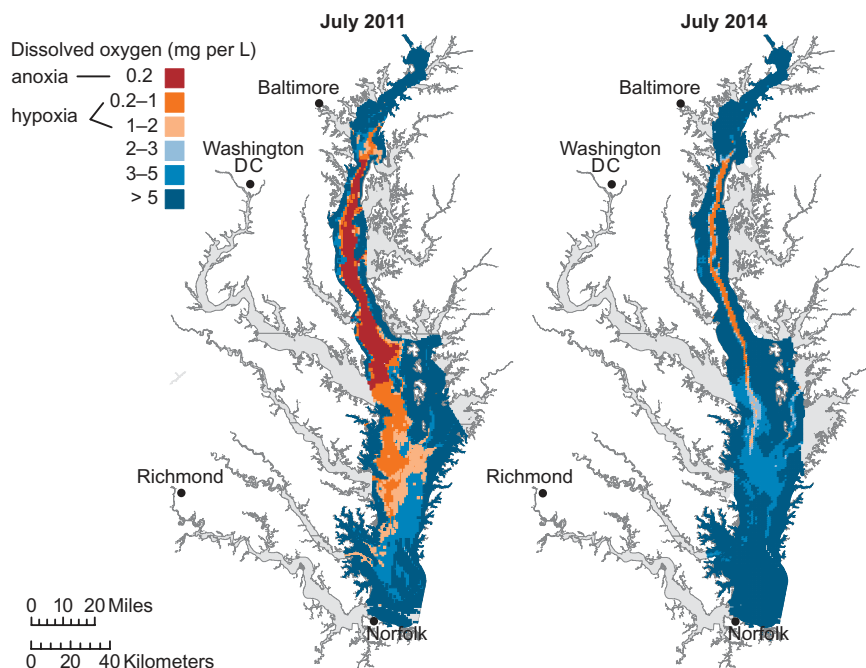 July 2011
July 2014
Dissolved oxygen (mg per L)
anoxia 0.2
hypoxia 0.2–1
1–2
2–3
3–5
> 5
Baltimore
Washington
DC
Richmond
Norfolk
Baltimore
Washington
DC
Richmond
Norfolk
0 10 20 Miles
0 20 40 Kilometers